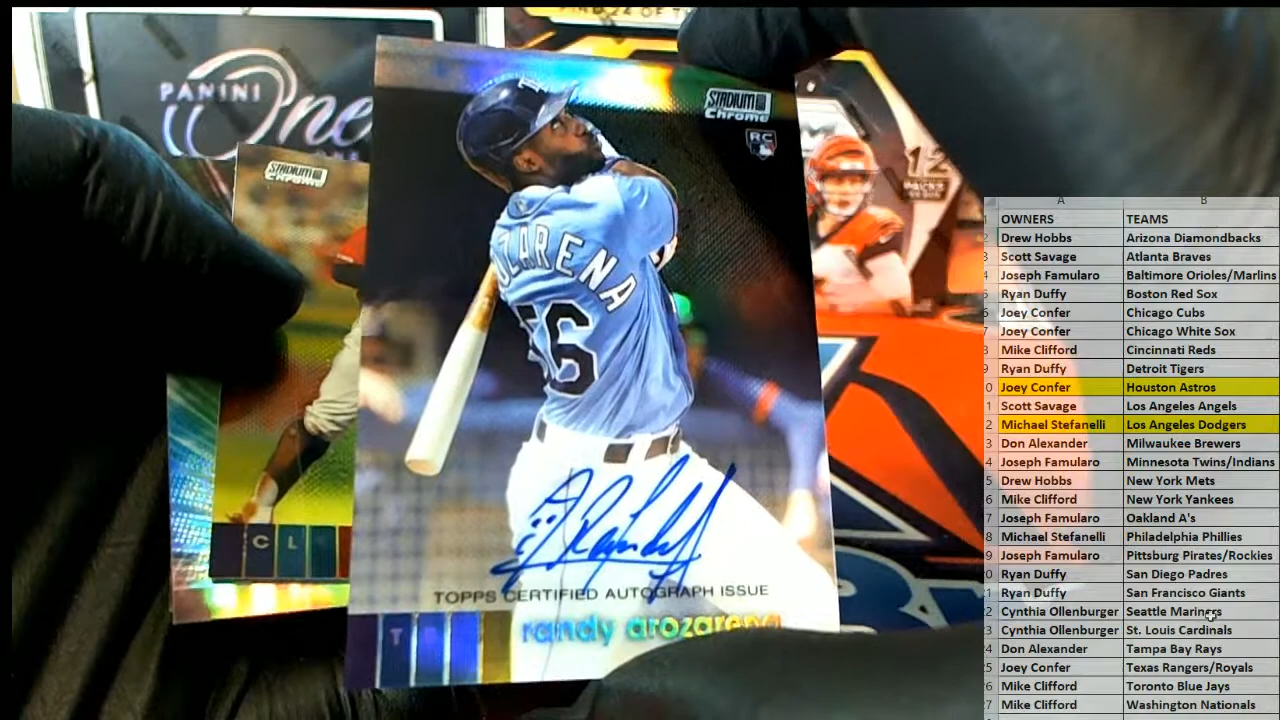 PANINI
One
STADIUM
CHROME
STADIUM
Chrome
RC
OZARENA
56
12
PACKS
TOPPS CERTIFIED AUTOGRAPH ISSUE
randy arozarena
T
C L
A B
OWNERS TEAMS
Drew Hobbs Arizona Diamondbacks
Scott Savage Atlanta Braves
Joseph Famularo Baltimore Orioles/Marlins
Ryan Duffy Boston Red Sox
Joey Confer Chicago Cubs
Joey Confer Chicago White Sox
Mike Clifford Cincinnati Reds
Ryan Duffy Detroit Tigers
Joey Confer Houston Astros
Scott Savage Los Angeles Angels
Michael Stefanelli Los Angeles Dodgers
Don Alexander Milwaukee Brewers
Joseph Famularo Minnesota Twins/Indians
Drew Hobbs New York Mets
Mike Clifford New York Yankees
Joseph Famularo Oakland A's
Michael Stefanelli Philadelphia Phillies
Joseph Famularo Pittsburg Pirates/Rockies
Ryan Duffy San Diego Padres
Ryan Duffy San Francisco Giants
Cynthia Ollenburger Seattle Mariners
Cynthia Ollenburger St. Louis Cardinals
Don Alexander Tampa Bay Rays
Joey Confer Texas Rangers/Royals
Mike Clifford Toronto Blue Jays
Mike Clifford Washington Nationals